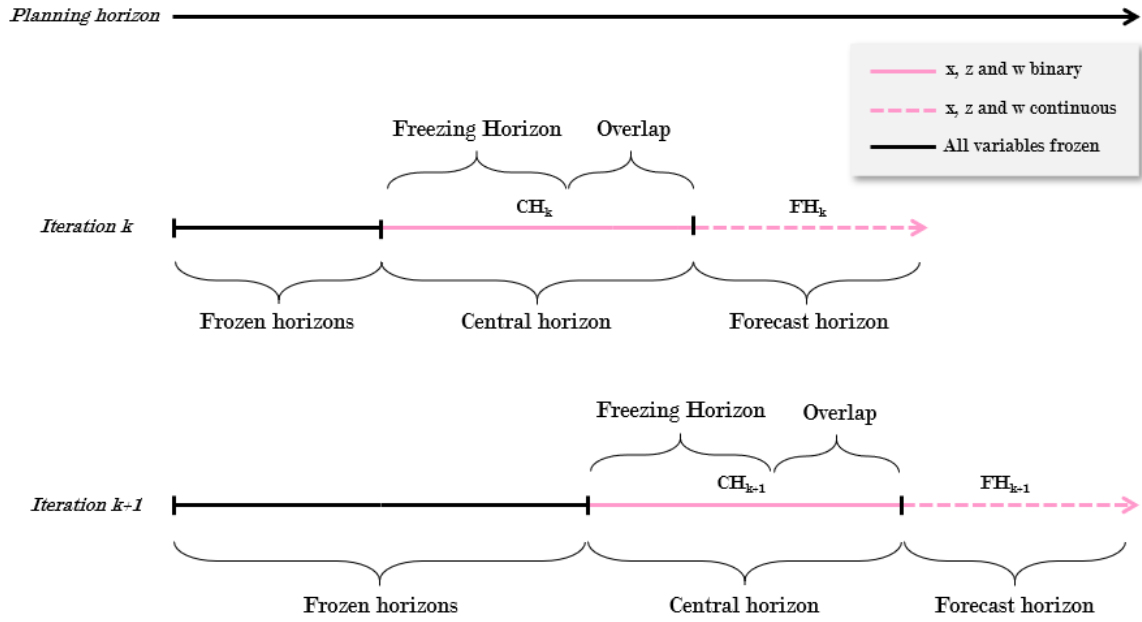 Planning horizon
x, z and w binary
x, z and w continuous
All variables frozen
Freezing Horizon Overlap
CHk FHk
Iteration k
Frozen horizons Central horizon Forecast horizon
Freezing Horizon Overlap
CHk+1 FHk+1
Iteration k+1
Frozen horizons Central horizon Forecast horizon